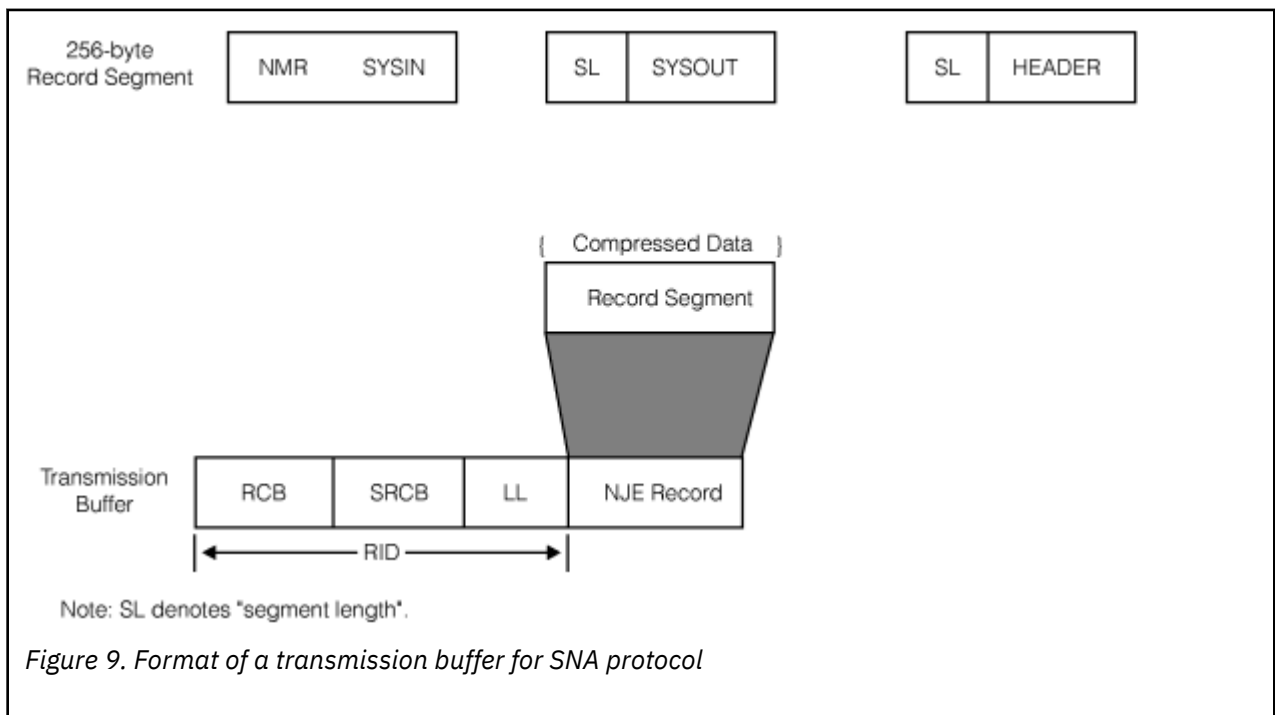 256-byte
Record Segment
NMR SYSIN
SL SYSOUT
SL HEADER
{ Compressed Data }
Record Segment
Transmission
Buffer
RCB SRCB LL NJE Record
RID
Note: SL denotes "segment length".
Figure 9. Format of a transmission buffer for SNA protocol